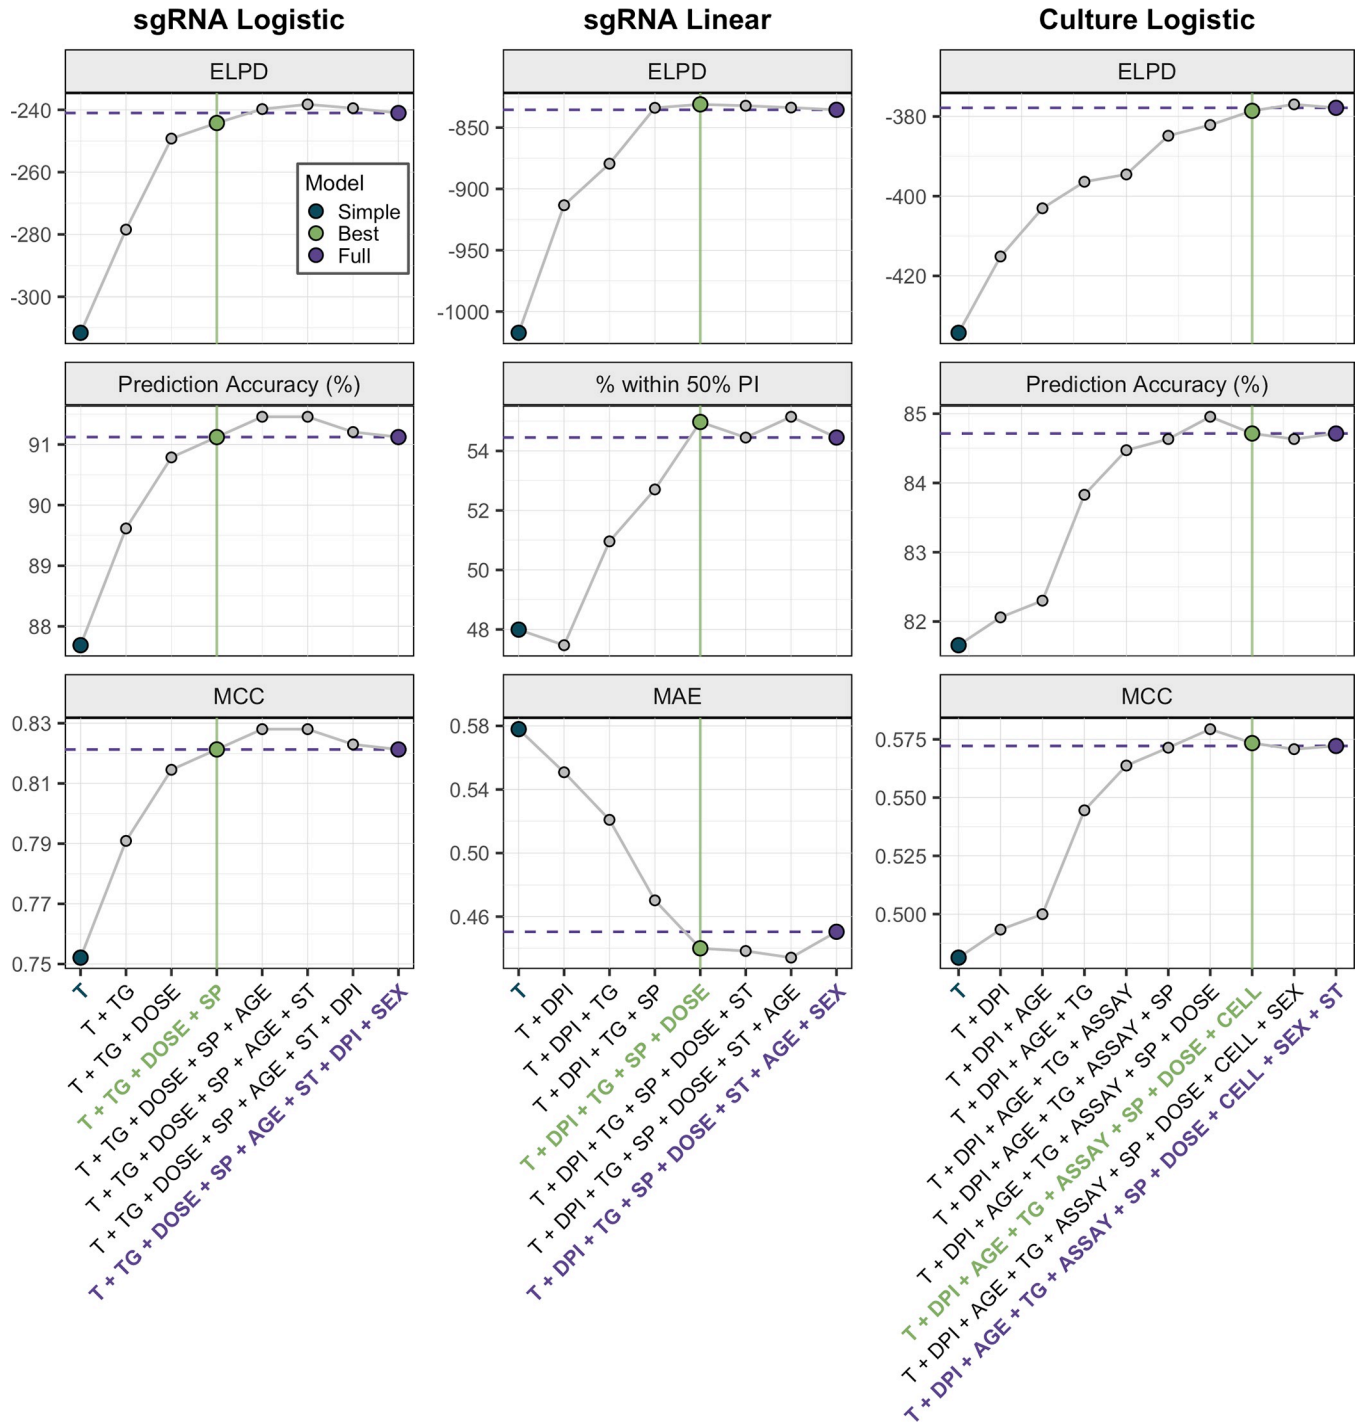 sgRNA Logistic
sgRNA Linear
Culture Logistic
ELPD
-240
-260
-280
-300
Model
Simple
Best
Full
ELPD
-850
-900
-950
-1000
ELPD
-380
-400
-420
Prediction Accuracy (%)
91
90
89
88
% within 50% PI
54
52
50
48
Prediction Accuracy (%)
85
84
83
82
MCC
0.83
0.81
0.79
0.77
0.75
MAE
0.58
0.54
0.50
0.46
MCC
0.575
0.550
0.525
0.500
T
T + TG
T + TG + DOSE
T + TG + DOSE + SP
T + TG + DOSE + SP + AGE
T + TG + DOSE + SP + AGE + ST
T + TG + DOSE + SP + AGE + ST + DPI
T + TG + DOSE + SP + AGE + ST + DPI + SEX
T
T + DPI
T + DPI + TG
T + DPI + TG + SP
T + DPI + TG + SP + DOSE
T + DPI + TG + SP + DOSE + ST
T + DPI + TG + SP + DOSE + ST + AGE
T + DPI + TG + SP + DOSE + ST + AGE + SEX
T
T + DPI
T + DPI + AGE
T + DPI + AGE + TG
T + DPI + AGE + TG + ASSAY
T + DPI + AGE + TG + ASSAY + SP
T + DPI + AGE + TG + ASSAY + SP + DOSE
T + DPI + AGE + TG + ASSAY + SP + DOSE + CELL
T + DPI + AGE + TG + ASSAY + SP + DOSE + CELL + SEX
T + DPI + AGE + TG + ASSAY + SP + DOSE + CELL + SEX + ST